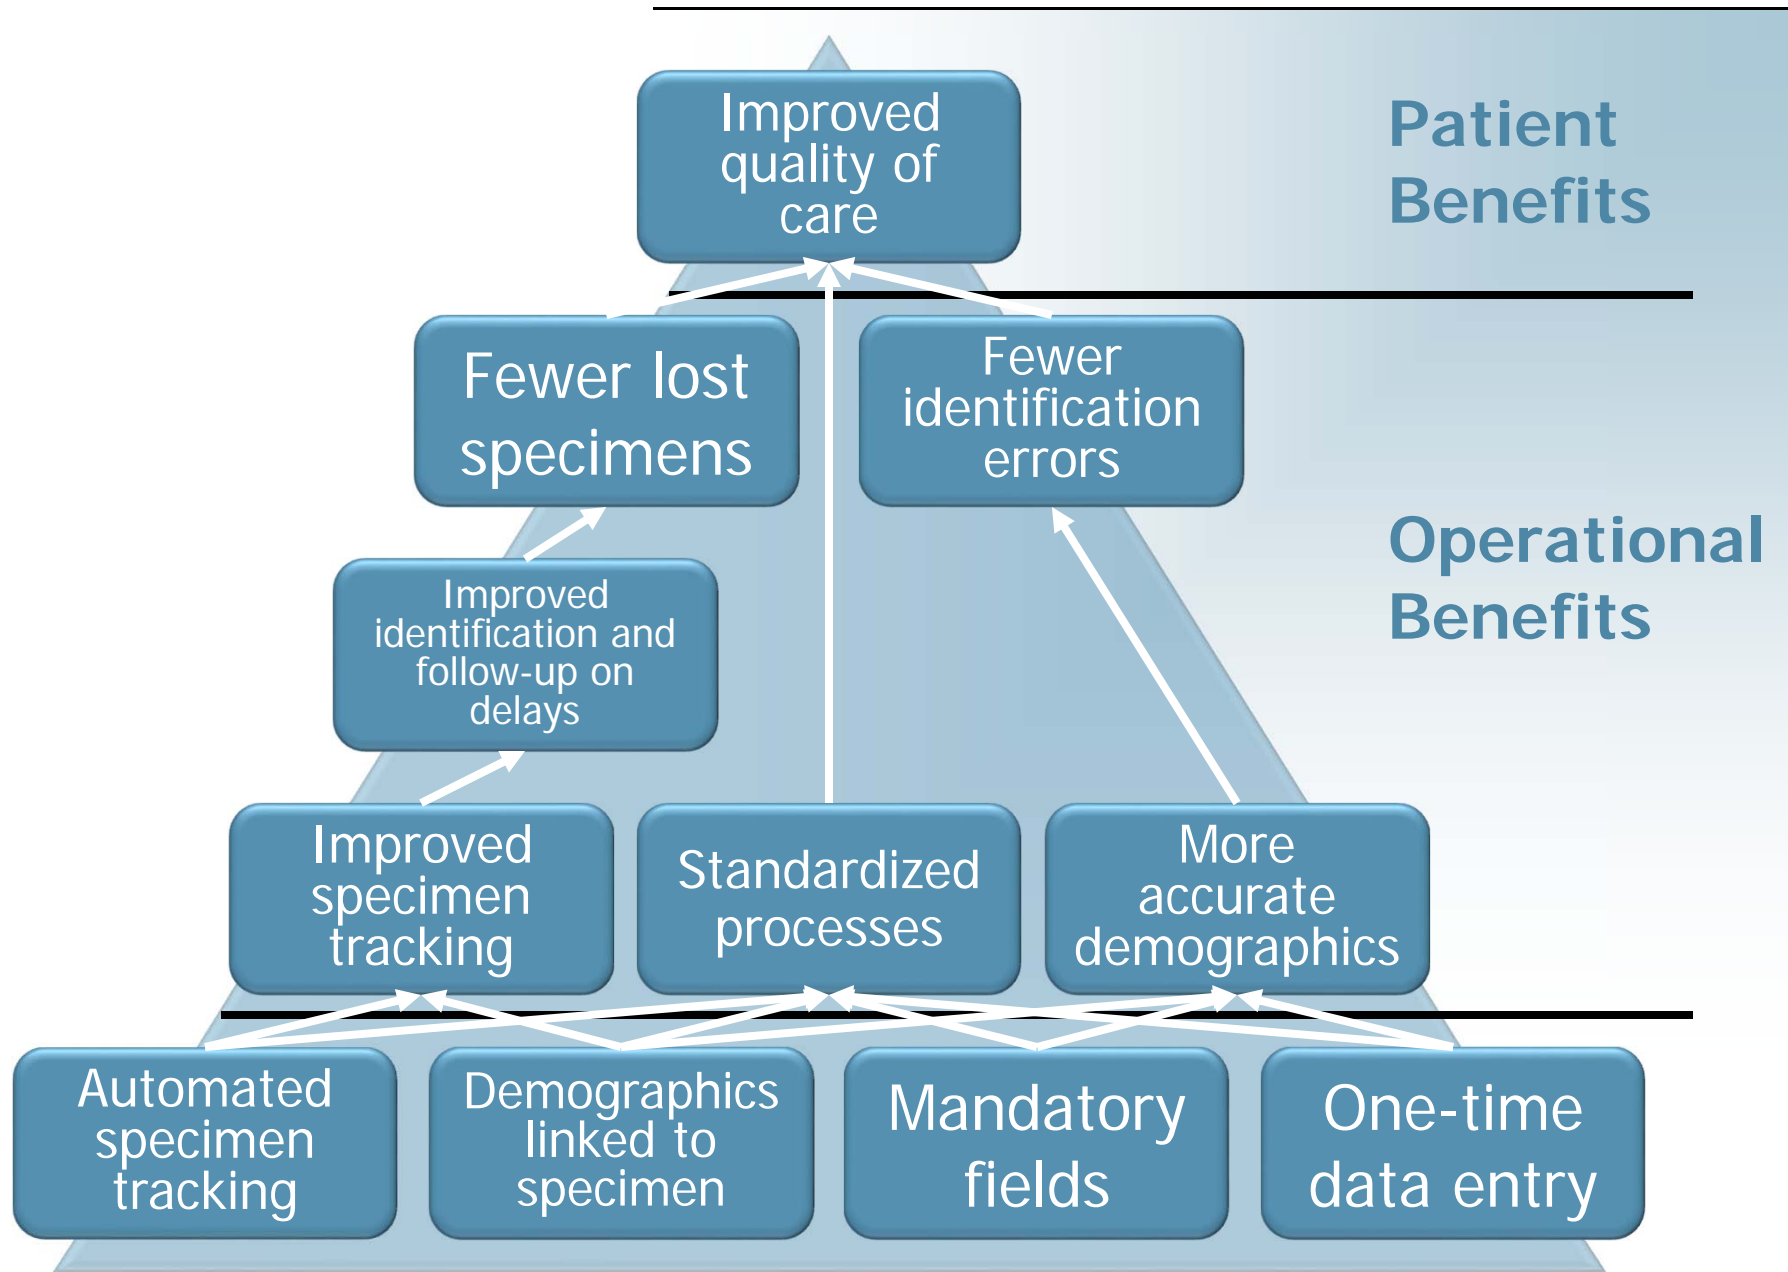 Improved
quality of
care
Patient
Benefits
Fewer lost
specimens
Fewer
identification
errors
Operational
Benefits
Improved
identification and
follow-up on
delays
Improved
specimen
tracking
Standardized
processes
More
accurate
demographics
Automated
specimen
tracking
Demographics
linked to
specimen
Mandatory
fields
One-time
data entry